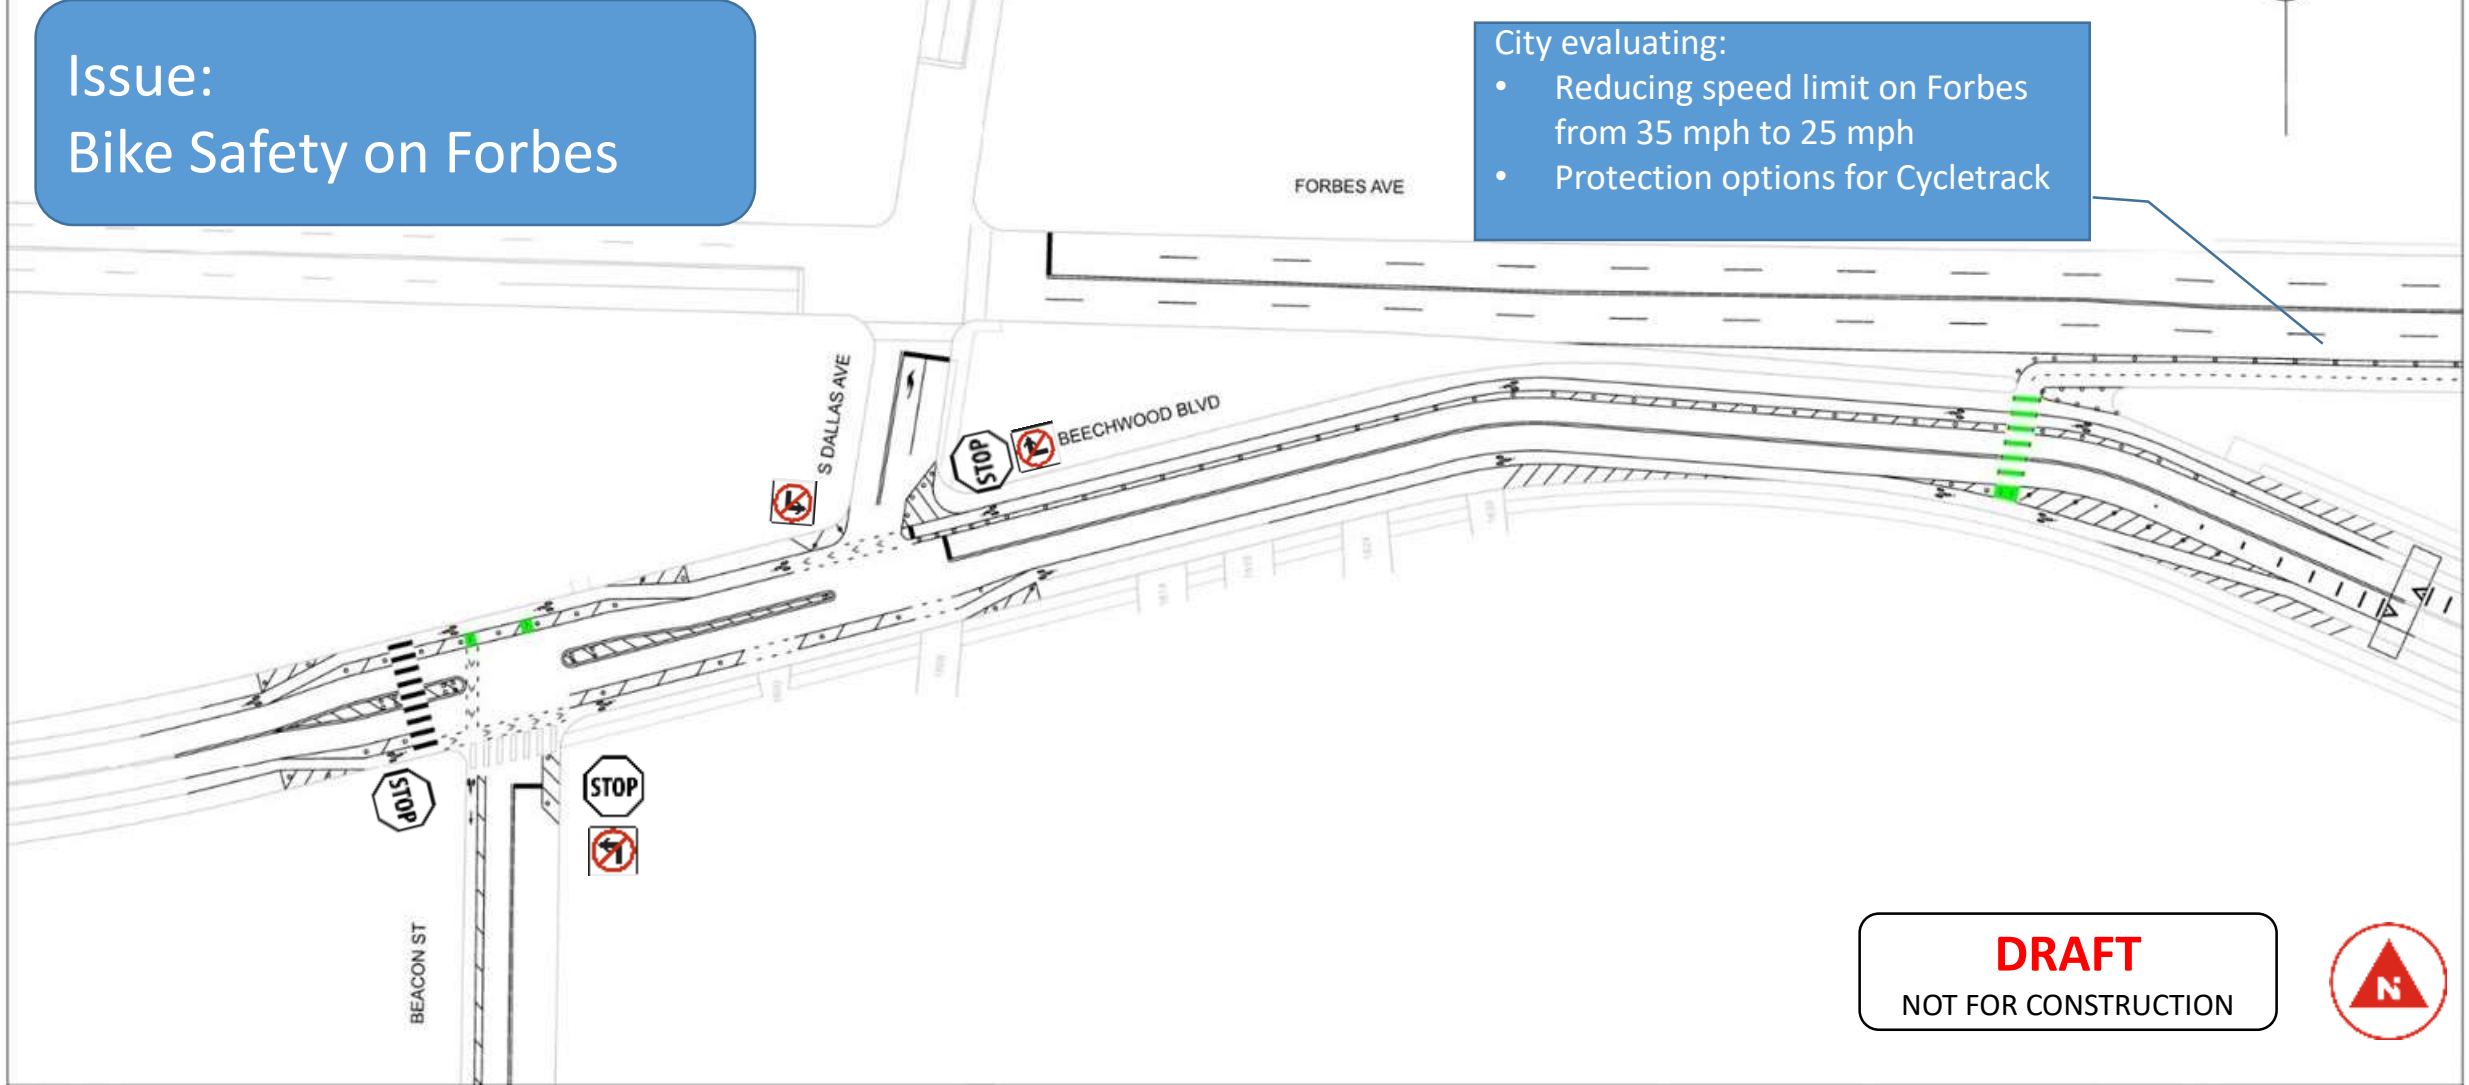 Issue:
Bike Safety on Forbes
City evaluating:
• Reducing speed limit on Forbes
from 35 mph to 25 mph
• Protection options for Cycletrack
FORBES AVE
S DALLAS AVE
BEECHWOOD BLVD
STOP
STOP
STOP
BEACON ST
DRAFT
NOT FOR CONSTRUCTION
N